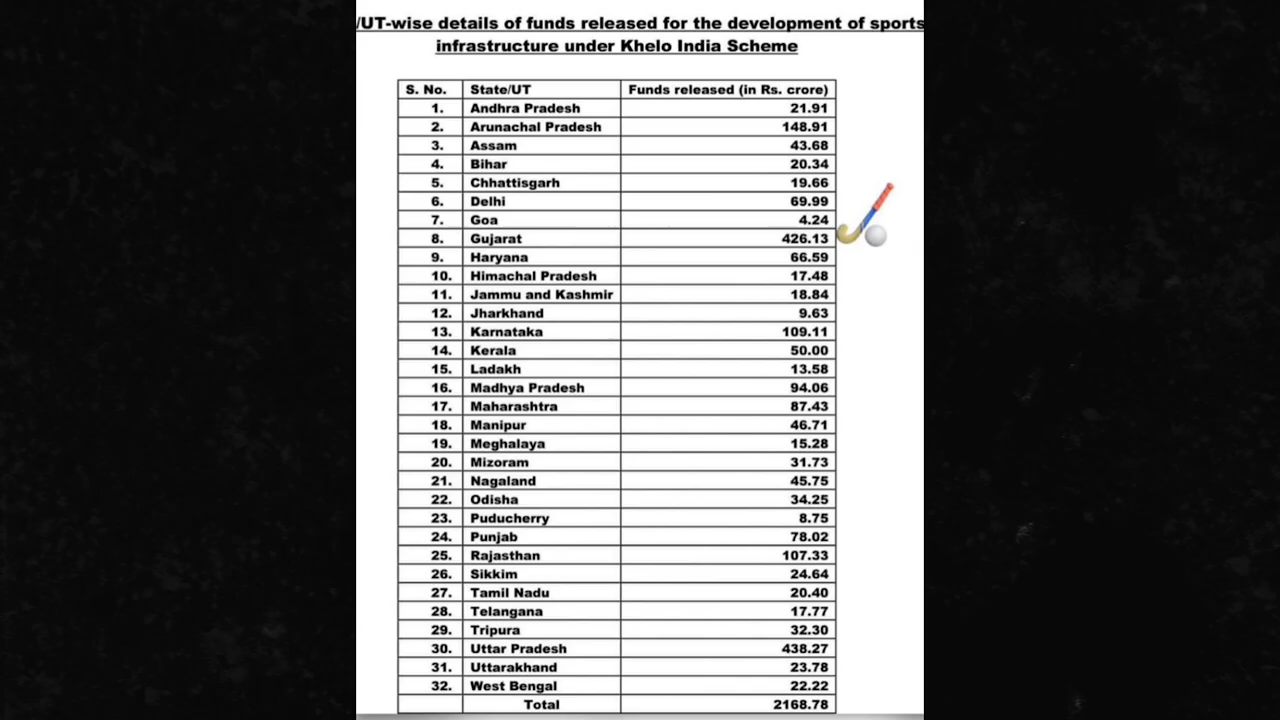 /UT-wise details of funds released for the development of sports
infrastructure under Khelo India Scheme
S. No. State/UT Funds released (in Rs. crore)
1. Andhra Pradesh 21.91
2. Arunachal Pradesh 148.91
3. Assam 43.68
4. Bihar 20.34
5. Chhattisgarh 19.66
6. Delhi 69.99
7. Goa 4.24
8. Gujarat 426.13
9. Haryana 66.59
10. Himachal Pradesh 17.48
11. Jammu and Kashmir 18.84
12. Jharkhand 9.63
13. Karnataka 109.11
14. Kerala 50.00
15. Ladakh 13.58
16. Madhya Pradesh 94.06
17. Maharashtra 87.43
18. Manipur 46.71
19. Meghalaya 15.28
20. Mizoram 31.73
21. Nagaland 45.75
22. Odisha 34.25
23. Puducherry 8.75
24. Punjab 78.02
25. Rajasthan 107.33
26. Sikkim 24.64
27. Tamil Nadu 20.40
28. Telangana 17.77
29. Tripura 32.30
30. Uttar Pradesh 438.27
31. Uttarakhand 23.78
32. West Bengal 22.22
Total 2168.78